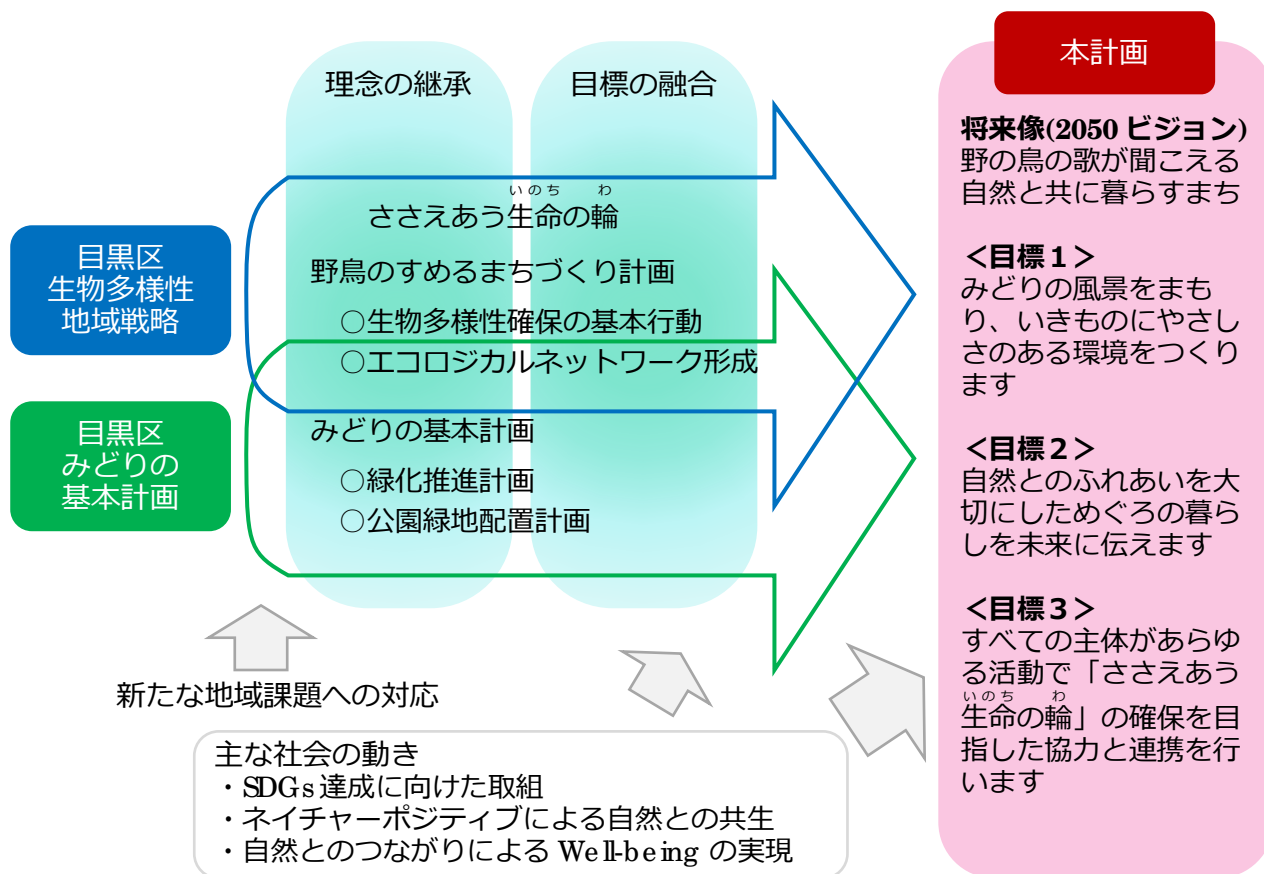 理念の継承
目標の融合
目黒区
生物多様性
地域戦略
目黒区
みどりの
基本計画
いのち わ
ささえあう生命の輪
野鳥のすめるまちづくり計画
○生物多様性確保の基本行動
○エコロジカルネットワーク形成
みどりの基本計画
○緑化推進計画
○公園緑地配置計画
新たな地域課題への対応
主な社会の動き
・SDGs達成に向けた取組
・ネイチャーポジティブによる自然との共生
・自然とのつながりによる Well-being の実現
本計画
将来像(2050 ビジョン)
野の鳥の歌が聞こえる
自然と共に暮らすまち
＜目標１＞
みどりの風景をまも
り、いきものにやさし
さのある環境をつくり
ます
＜目標２＞
自然とのふれあいを大
切にしためぐろの暮ら
しを未来に伝えます
＜目標３＞
すべての主体があらゆ
る活動で「ささえあう
いのち わ
生命の輪」の確保を目
指した協力と連携を行
います